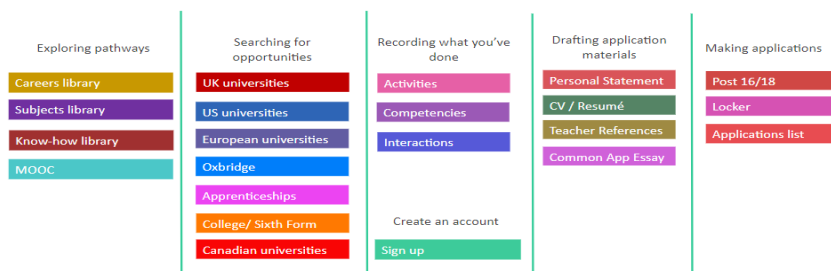 Exploring pathways
Careers library
Subjects library
Know-how library
MOOC
Searching for
opportunities
UK universities
US universities
European universities
Oxbridge
Apprenticeships
College/ Sixth Form
Canadian universities
Recording what you've
done
Activities
Competencies
Interactions
Create an account
Sign up
Drafting application
materials
Personal Statement
CV / Resumé
Teacher References
Common App Essay
Making applications
Post 16/18
Locker
Applications list